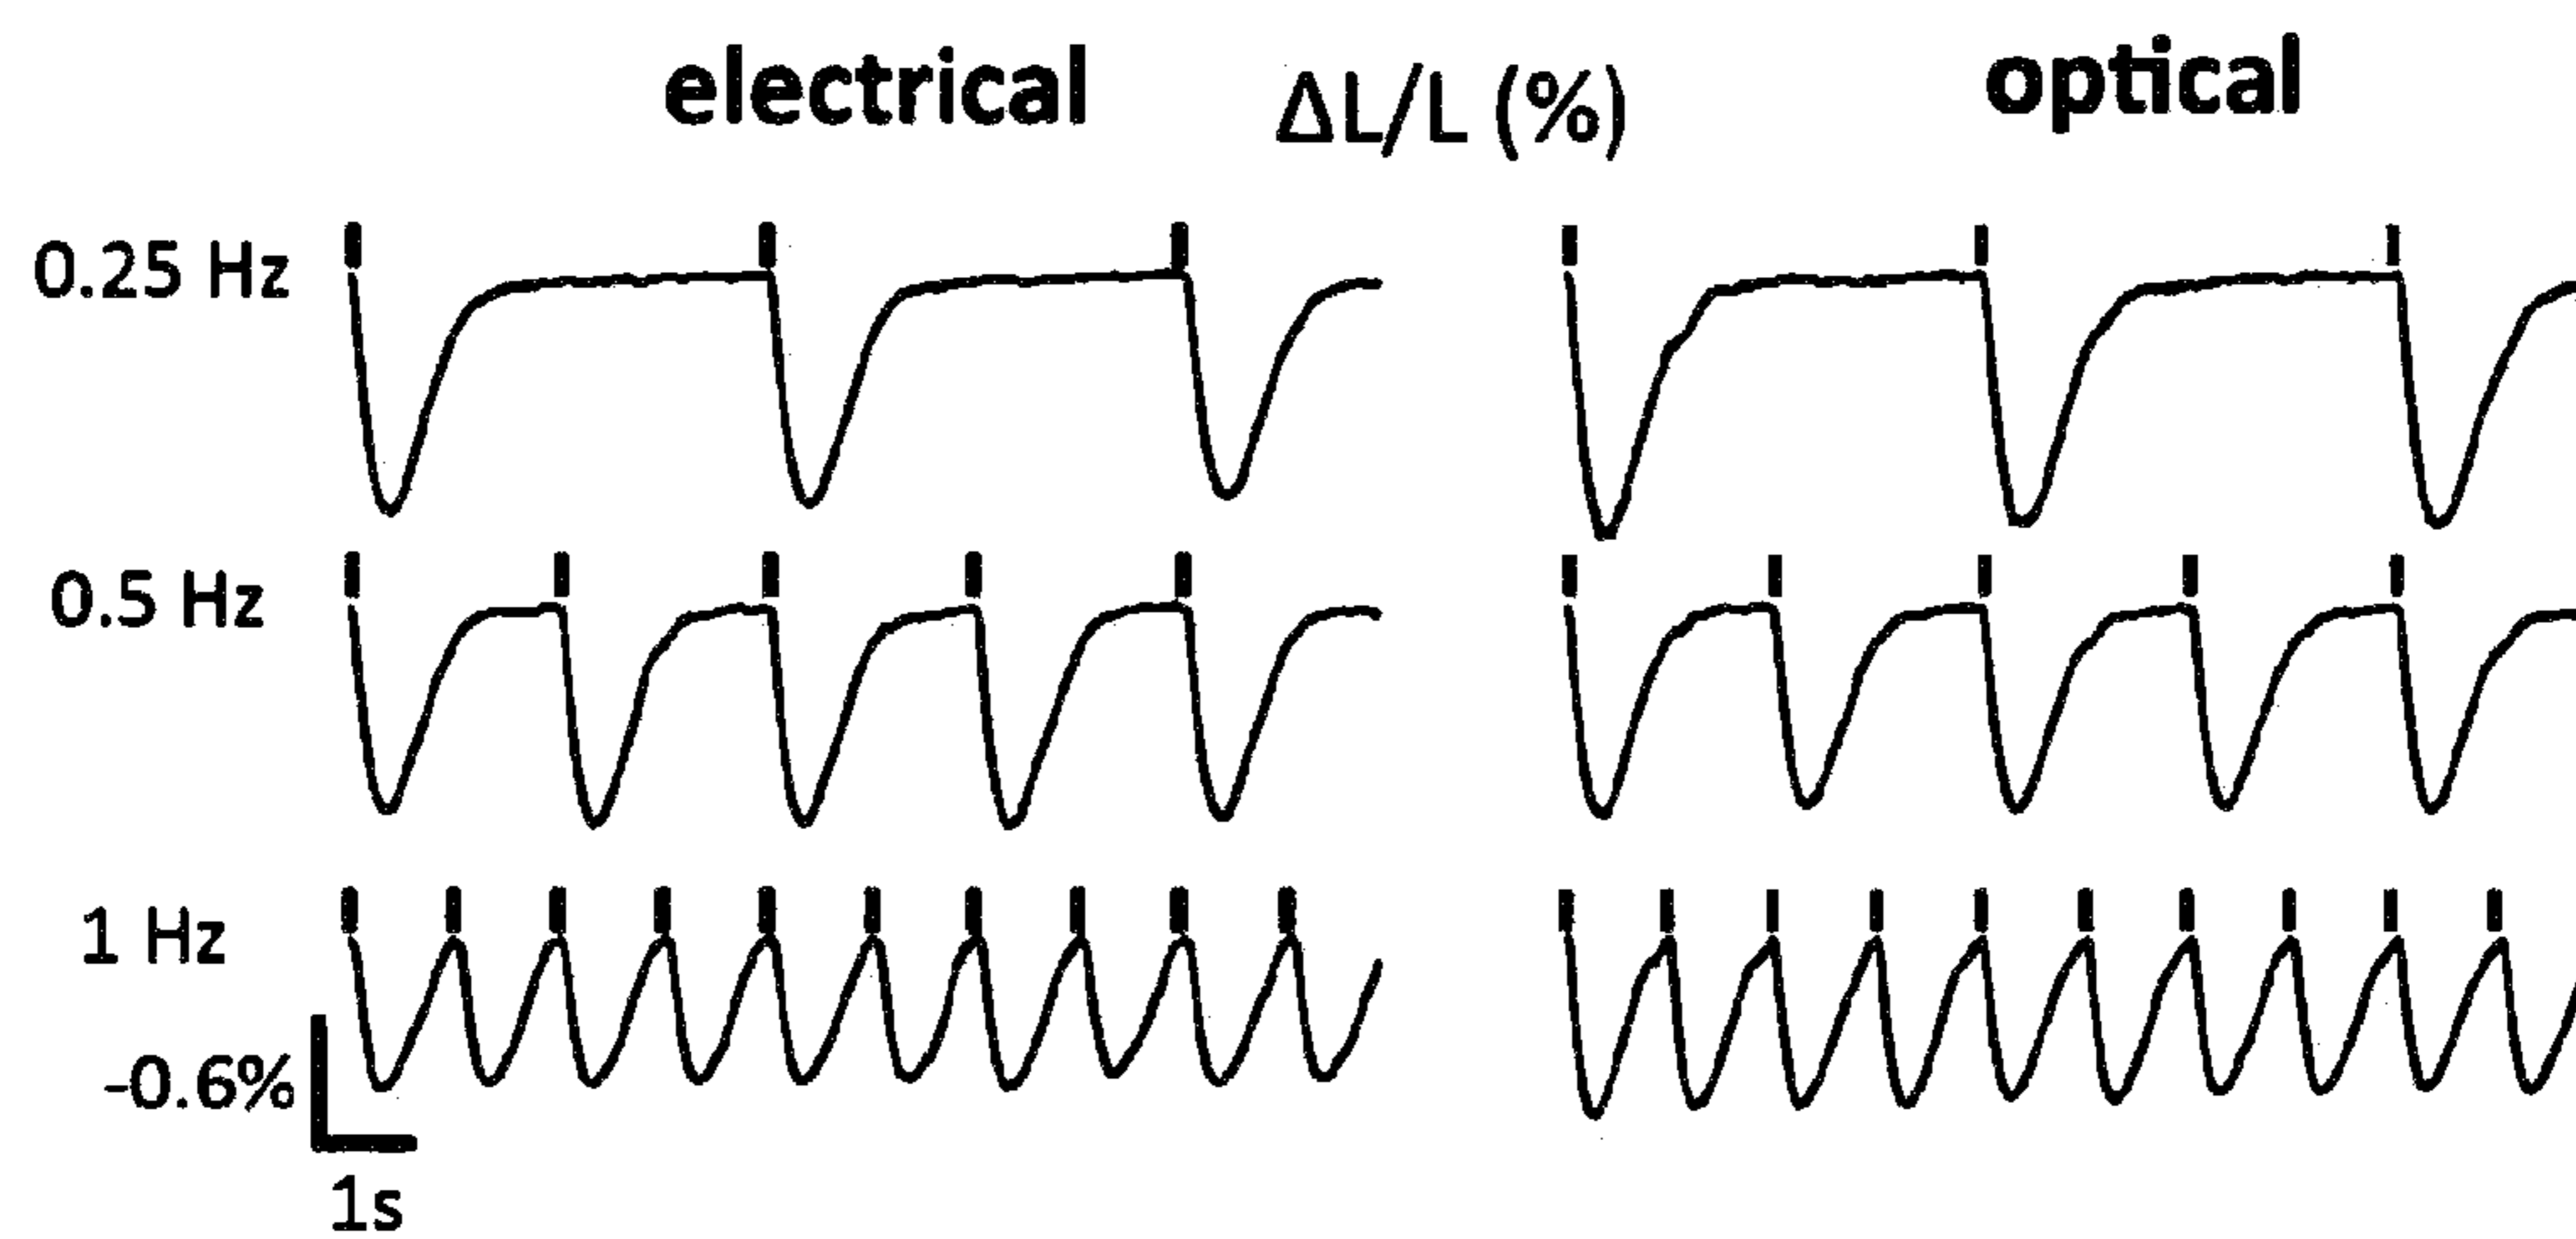 electrical ΔL/L (%) optical
0.25 Hz
0.5 Hz
1 Hz
-0.6%
1s